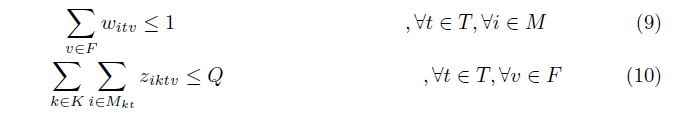 ∑_{v∈F} w_{itv} ≤ 1 , ∀t ∈ T, ∀i ∈ M (9)
∑_{k∈K} ∑_{i∈M_{kt}} z_{iktv} ≤ Q , ∀t ∈ T, ∀v ∈ F (10)